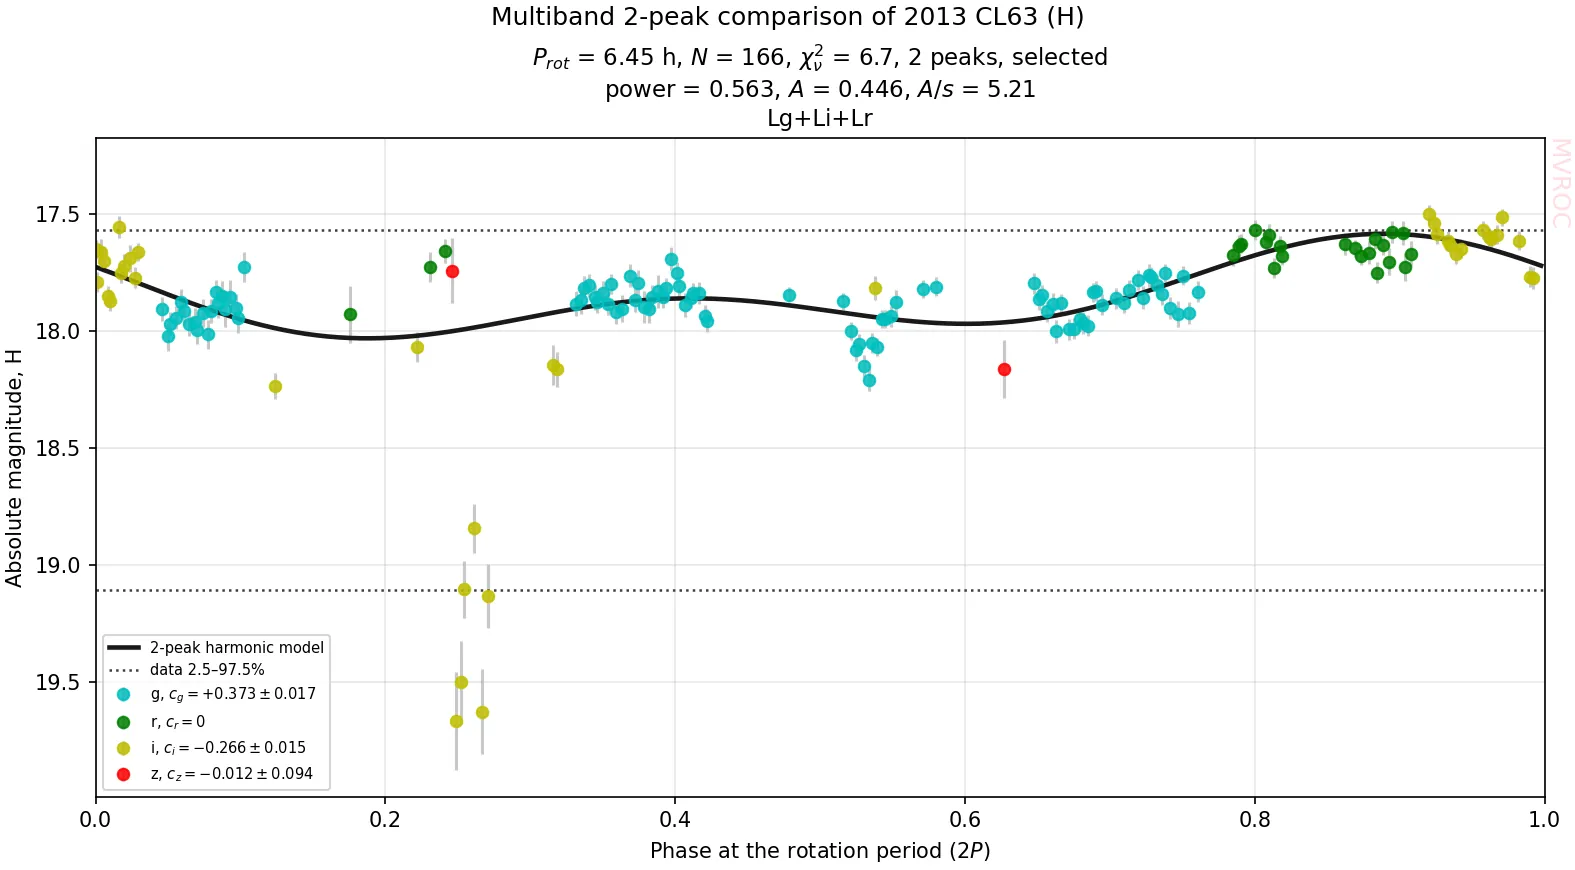 Multiband 2-peak comparison of 2013 CL63 (H)
P_rot = 6.45 h, N = 166, χ²_ν = 6.7, 2 peaks, selected
power = 0.563, A = 0.446, A/s = 5.21
Lg+Li+Lr
MVROC
17.5
18.0
18.5
19.0
19.5
Absolute magnitude, H
2-peak harmonic model
data 2.5–97.5%
g, c_g = +0.373 ± 0.017
r, c_r = 0
i, c_i = −0.266 ± 0.015
z, c_z = −0.012 ± 0.094
0.0 0.2 0.4 0.6 0.8 1.0
Phase at the rotation period (2P)